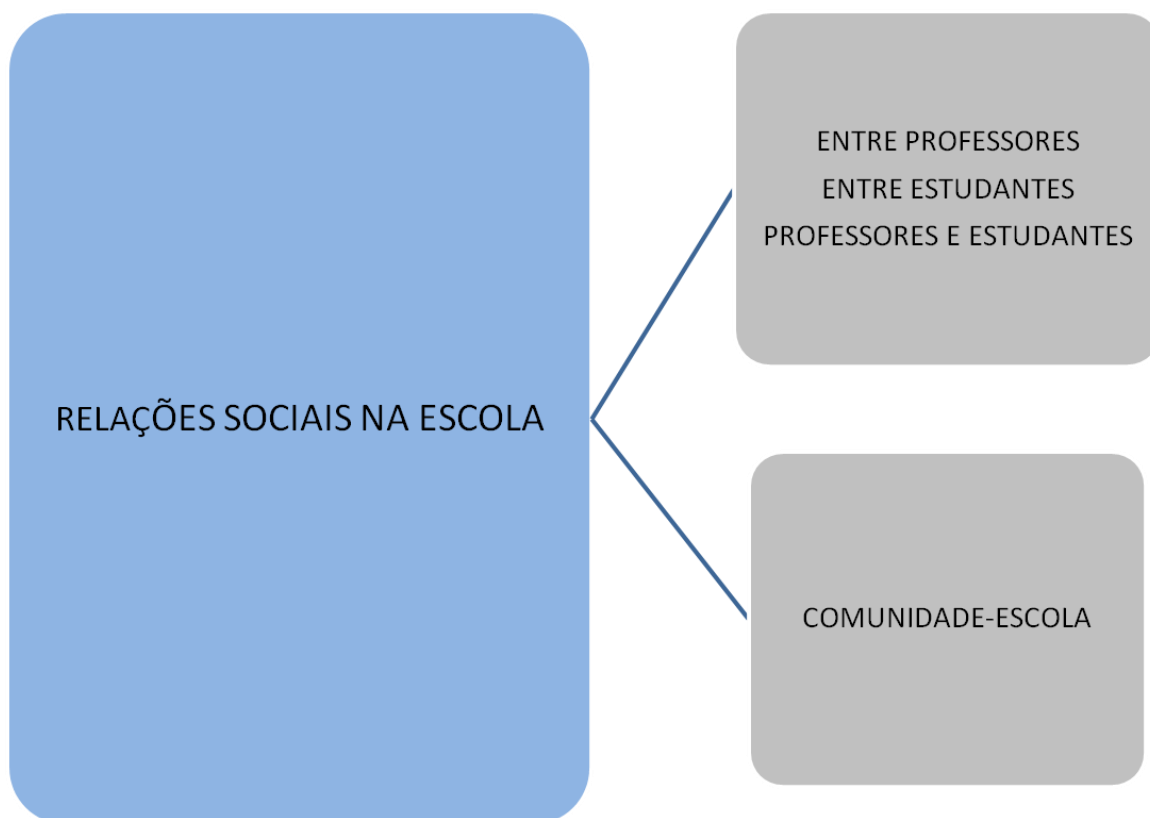 RELAÇÕES SOCIAIS NA ESCOLA
ENTRE PROFESSORES
ENTRE ESTUDANTES
PROFESSORES E ESTUDANTES
COMUNIDADE-ESCOLA